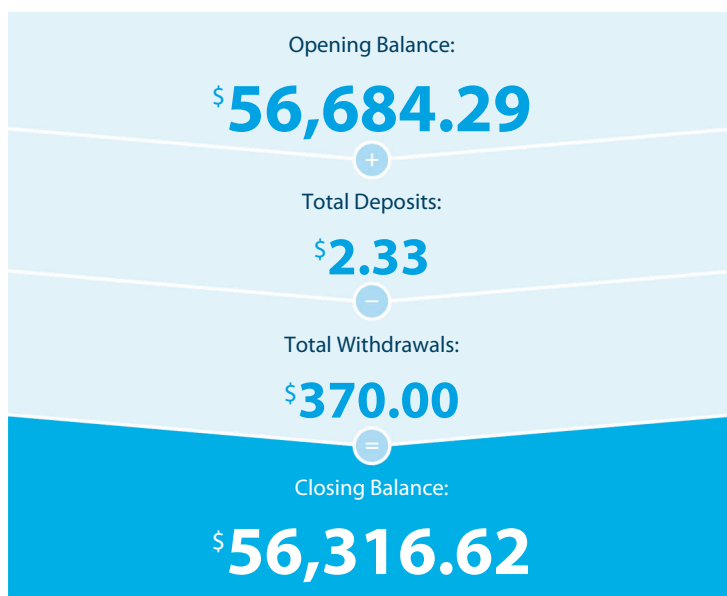 Opening Balance:
$56,684.29
+
Total Deposits:
$2.33
−
Total Withdrawals:
$370.00
=
Closing Balance:
$56,316.62